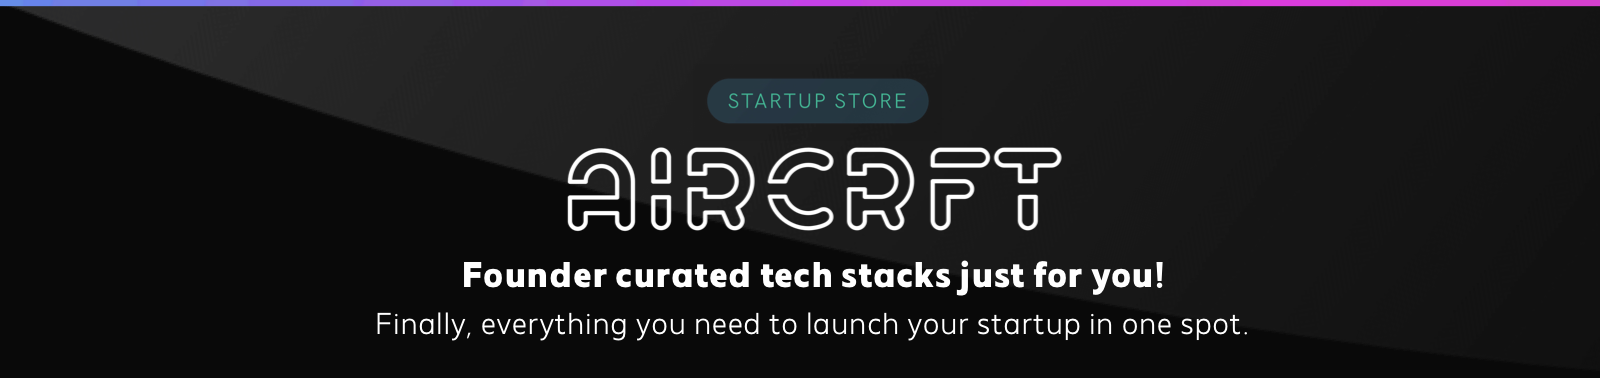 STARTUP STORE
AIRCRFT
Founder curated tech stacks just for you!
Finally, everything you need to launch your startup in one spot.